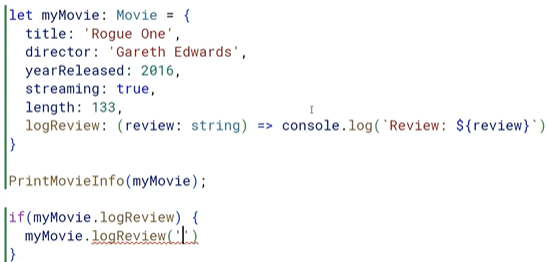 let myMovie: Movie = {
title: 'Rogue One',
director: 'Gareth Edwards',
yearReleased: 2016,
streaming: true,
length: 133,
logReview: (review: string) => console.log(`Review: ${review}`)
}
PrintMovieInfo(myMovie);
if(myMovie.logReview) {
myMovie.logReview('')
}